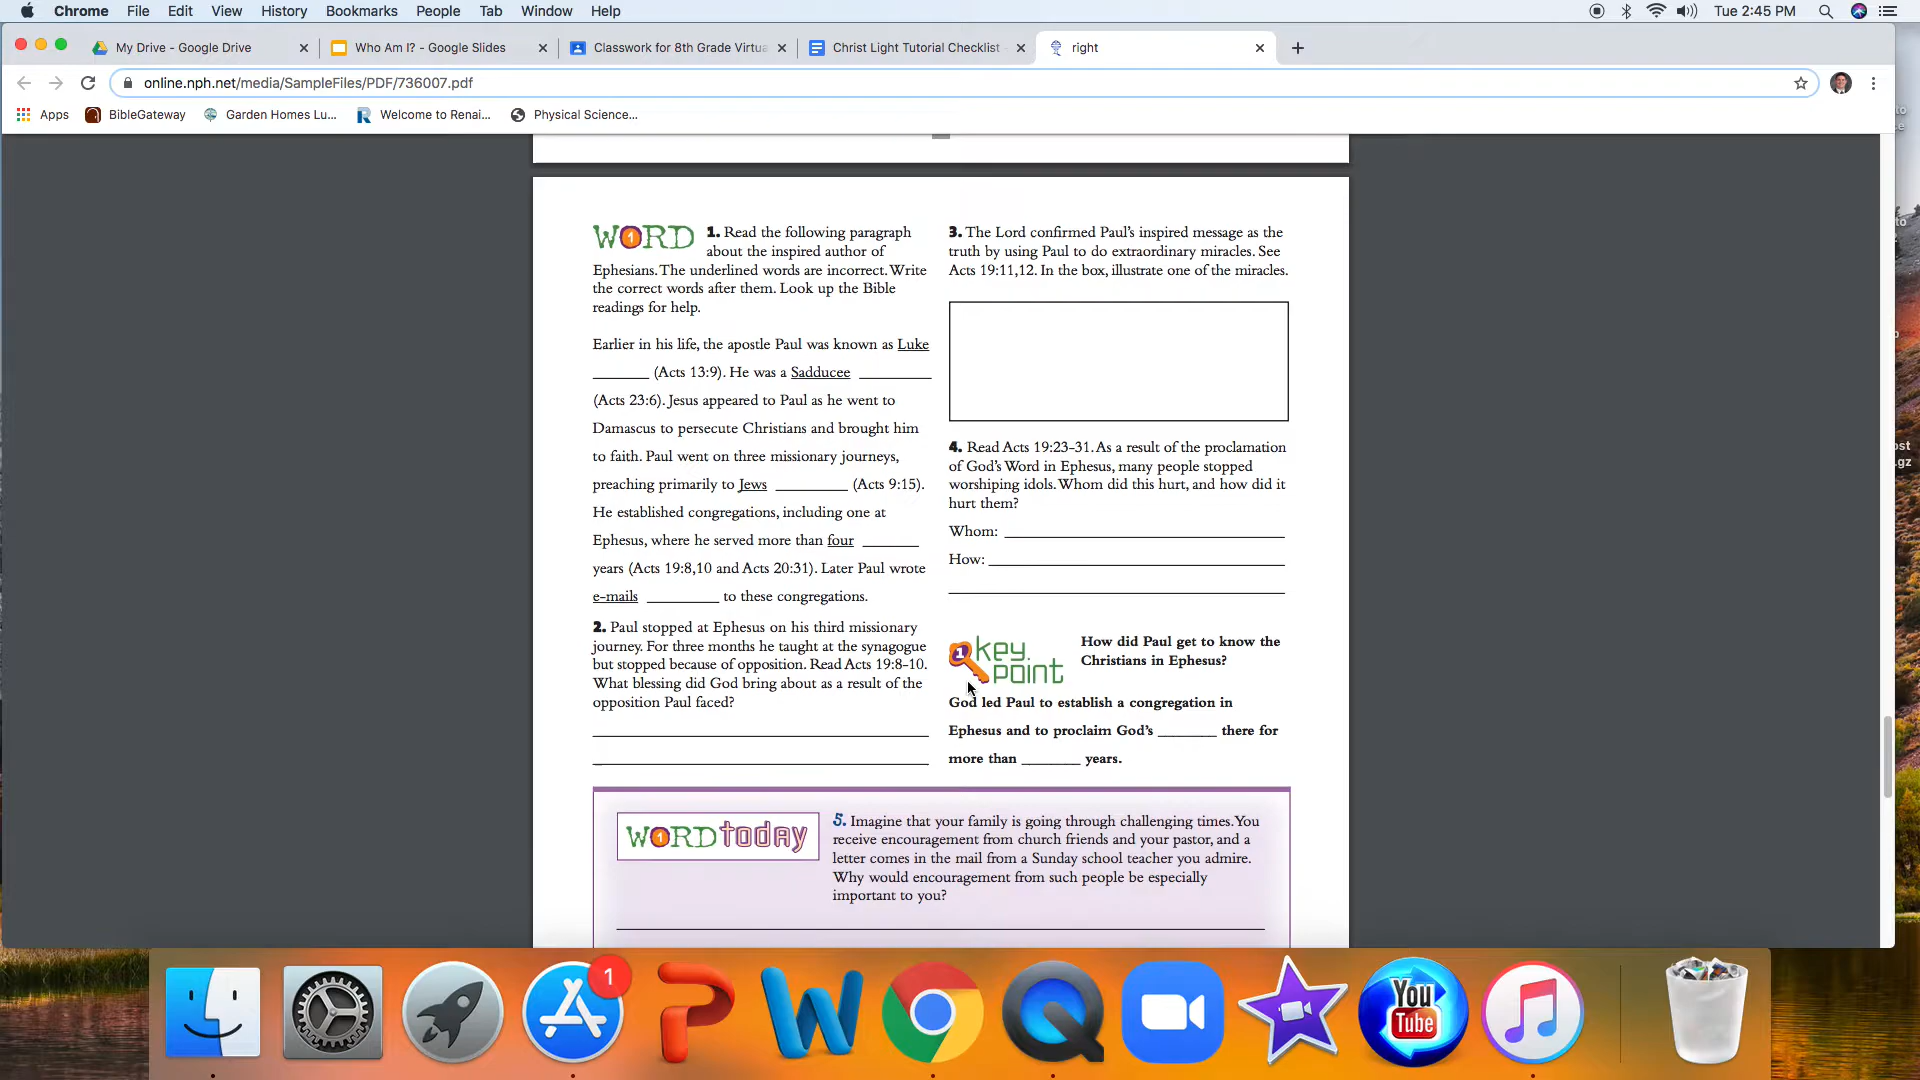 Chrome File Edit View History Bookmarks People Tab Window Help Tue 2:45 PM
My Drive - Google Drive Who Am I? - Google Slides Classwork for 8th Grade Virtua Christ Light Tutorial Checklist right
online.nph.net/media/SampleFiles/PDF/736007.pdf
Apps BibleGateway Garden Homes Lu... Welcome to Renai... Physical Science...
WORD 1
1. Read the following paragraph
about the inspired author of
Ephesians. The underlined words are incorrect. Write
the correct words after them. Look up the Bible
readings for help.
Earlier in his life, the apostle Paul was known as Luke
_______ (Acts 13:9). He was a Sadducee _________
(Acts 23:6). Jesus appeared to Paul as he went to
Damascus to persecute Christians and brought him
to faith. Paul went on three missionary journeys,
preaching primarily to Jews _________ (Acts 9:15).
He established congregations, including one at
Ephesus, where he served more than four _______
years (Acts 19:8,10 and Acts 20:31). Later Paul wrote
e-mails _________ to these congregations.
2. Paul stopped at Ephesus on his third missionary
journey. For three months he taught at the synagogue
but stopped because of opposition. Read Acts 19:8-10.
What blessing did God bring about as a result of the
opposition Paul faced?
3. The Lord confirmed Paul's inspired message as the
truth by using Paul to do extraordinary miracles. See
Acts 19:11,12. In the box, illustrate one of the miracles.
4. Read Acts 19:23-31. As a result of the proclamation
of God's Word in Ephesus, many people stopped
worshiping idols. Whom did this hurt, and how did it
hurt them?
Whom:
How:
1 key point
How did Paul get to know the
Christians in Ephesus?
God led Paul to establish a congregation in
Ephesus and to proclaim God's _______ there for
more than _______ years.
WORD 1 today
5. Imagine that your family is going through challenging times. You
receive encouragement from church friends and your pastor, and a
letter comes in the mail from a Sunday school teacher you admire.
Why would encouragement from such people be especially
important to you?
1
You
Tube